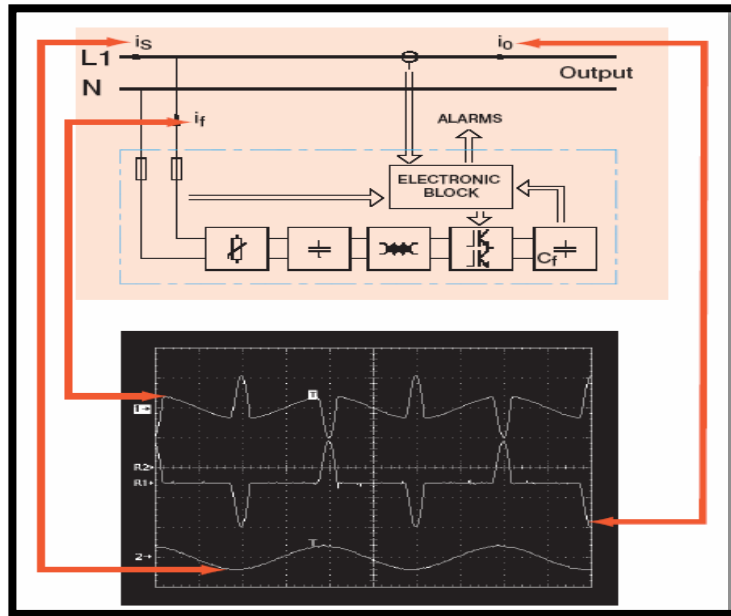 iS
iO
L1
Output
N
if
ALARMS
ELECTRONIC
BLOCK
Cf
T
1→
R2→
R1→
T
2→